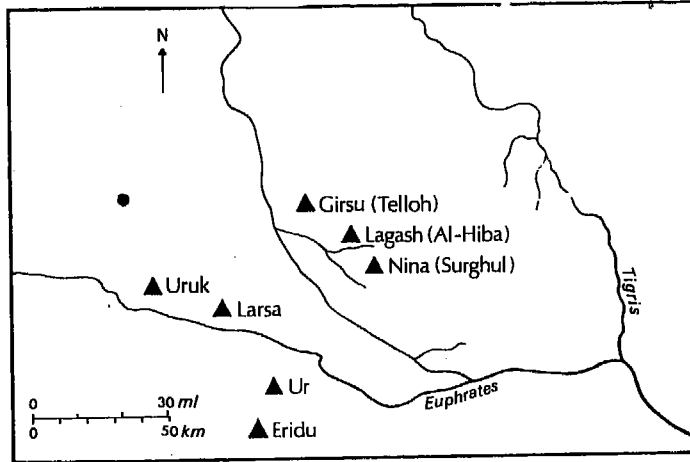 N
Girsu (Telloh)
Lagash (Al-Hiba)
Nina (Surghul)
Uruk
Larsa
Tigris
Ur
Euphrates
Eridu
0 30 ml
0 50 km